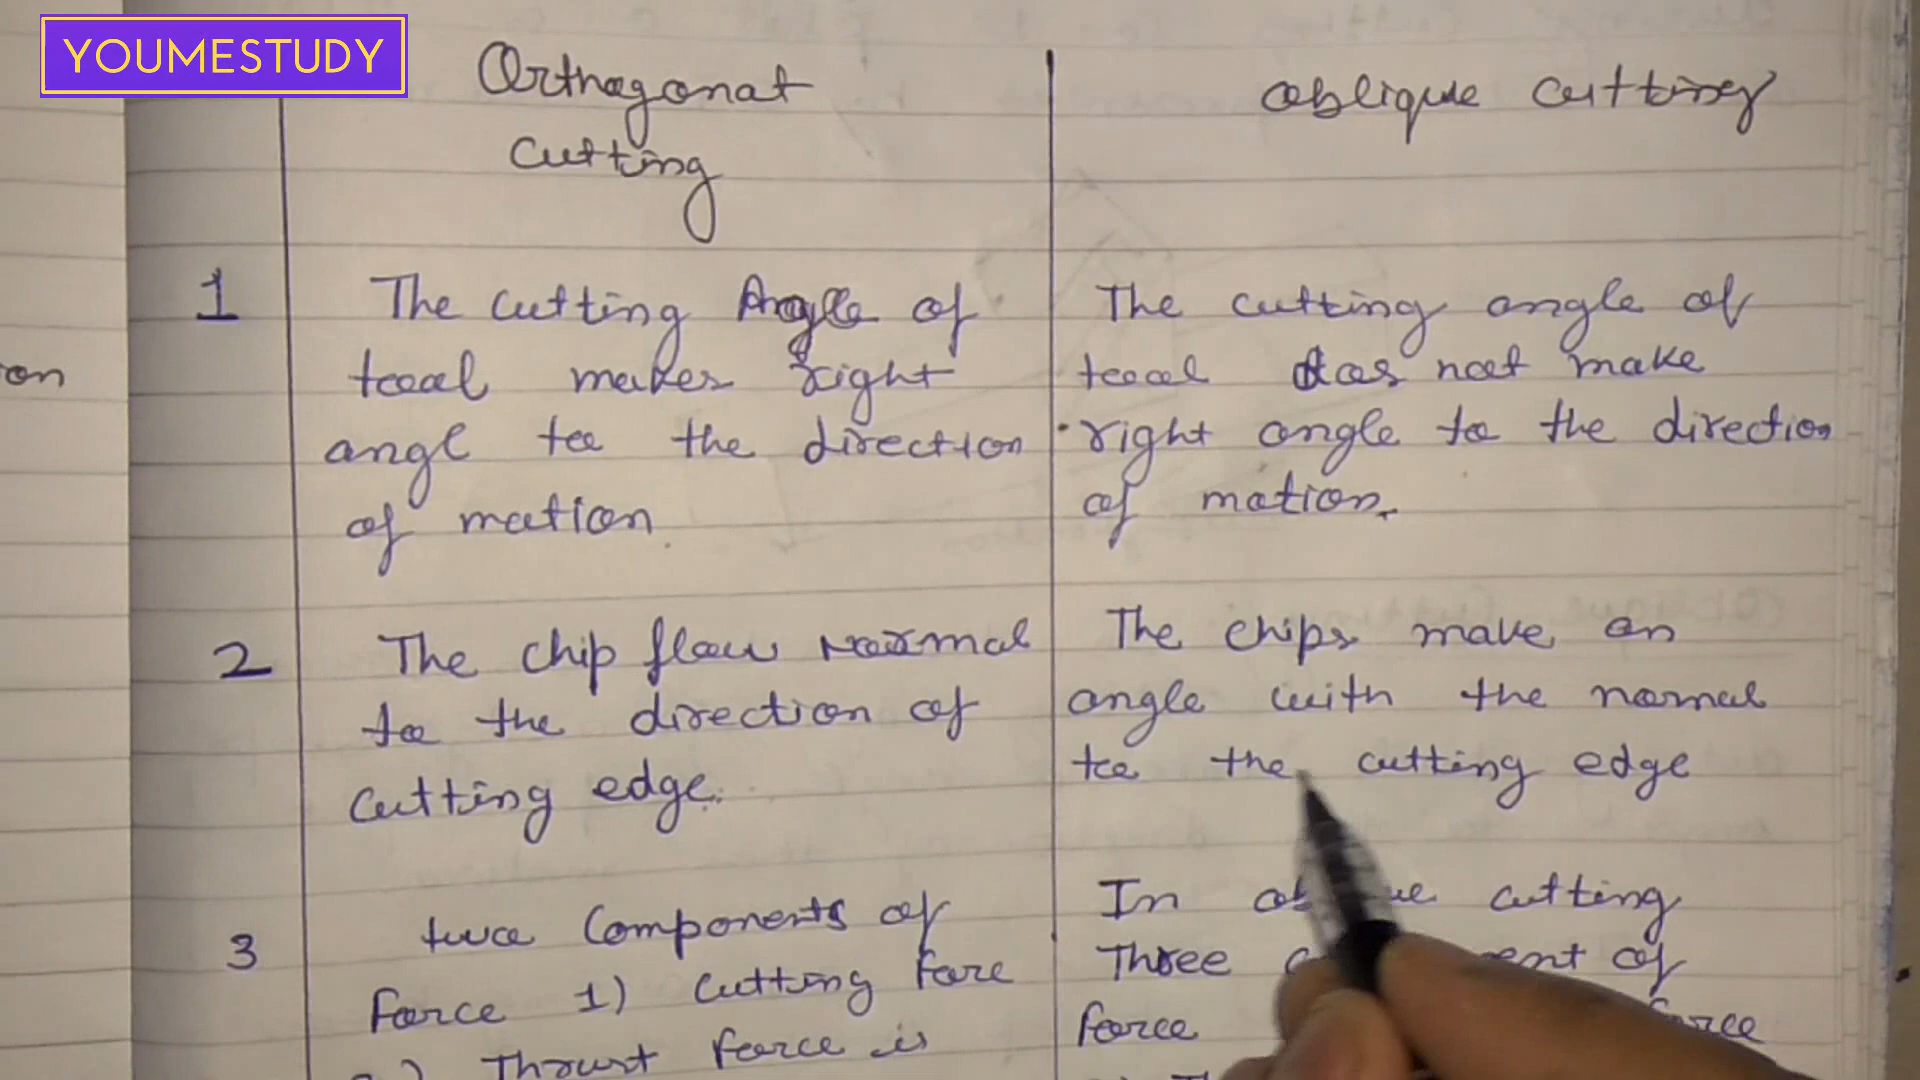 YOUMESTUDY
Orthogonal
Cutting
oblique cutting
on
1
The cutting Angle of
tool makes right
angl to the direction
of motion
The cutting angle of
tool does not make
right angle to the direction
of motion.
2
The chip flow Normal
to the direction of
cutting edge.
The chips make an
angle with the normal
to the cutting edge
3
two Components of
force 1) cutting forc
Thrust force is
In cutting
Three of
force